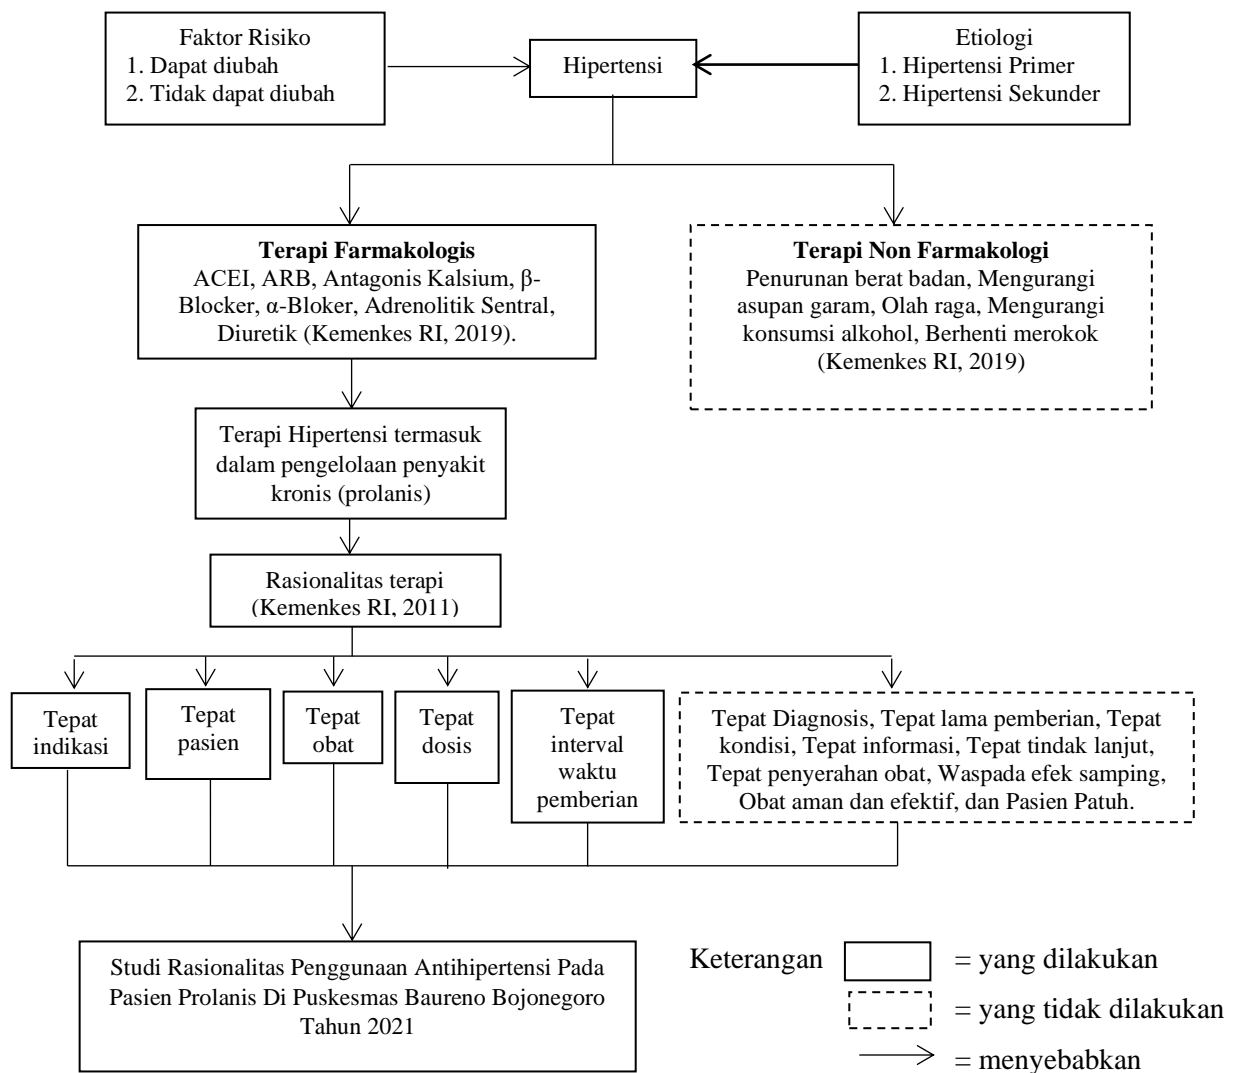 Faktor Risiko
1. Dapat diubah
2. Tidak dapat diubah
Hipertensi
Etiologi
1. Hipertensi Primer
2. Hipertensi Sekunder
Terapi Farmakologis
ACEI, ARB, Antagonis Kalsium, β-
Blocker, α-Bloker, Adrenolitik Sentral,
Diuretik (Kemenkes RI, 2019).
Terapi Non Farmakologi
Penurunan berat badan, Mengurangi
asupan garam, Olah raga, Mengurangi
konsumsi alkohol, Berhenti merokok
(Kemenkes RI, 2019)
Terapi Hipertensi termasuk
dalam pengelolaan penyakit
kronis (prolanis)
Rasionalitas terapi
(Kemenkes RI, 2011)
Tepat
indikasi
Tepat
pasien
Tepat
obat
Tepat
dosis
Tepat
interval
waktu
pemberian
Tepat Diagnosis, Tepat lama pemberian, Tepat
kondisi, Tepat informasi, Tepat tindak lanjut,
Tepat penyerahan obat, Waspada efek samping,
Obat aman dan efektif, dan Pasien Patuh.
Studi Rasionalitas Penggunaan Antihipertensi Pada
Pasien Prolanis Di Puskesmas Baureno Bojonegoro
Tahun 2021
Keterangan
= yang dilakukan
= yang tidak dilakukan
= menyebabkan